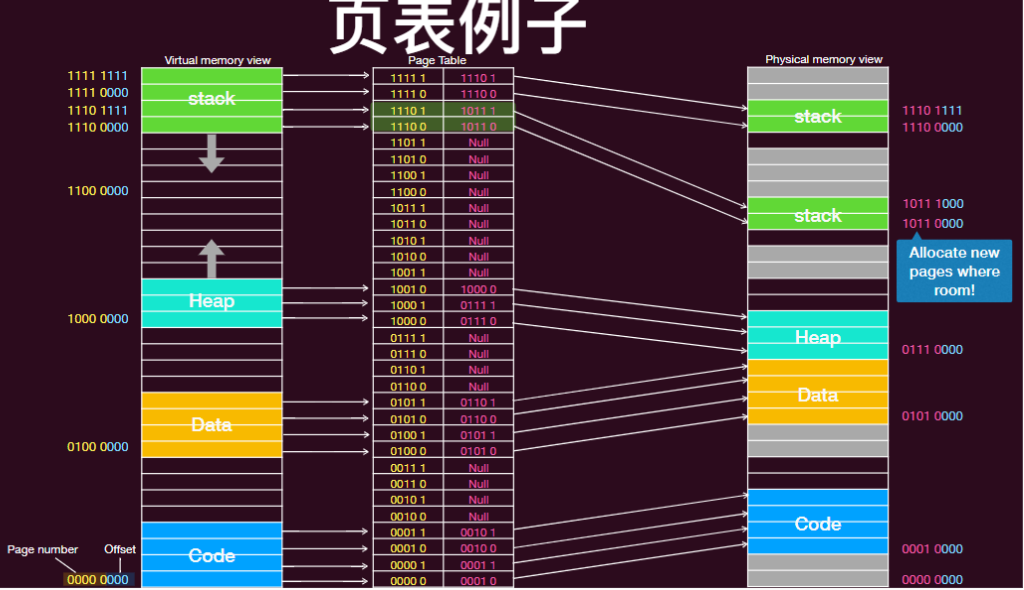 页表例子
Virtual memory view
1111 1111
1111 0000
1110 1111
1110 0000
1100 0000
1000 0000
0100 0000
Page number
Offset
0000 0000
stack
Heap
Data
Code
Page Table
1111 1 1110 1
1111 0 1110 0
1110 1 1011 1
1110 0 1011 0
1101 1 Null
1101 0 Null
1100 1 Null
1100 0 Null
1011 1 Null
1011 0 Null
1010 1 Null
1010 0 Null
1001 1 Null
1001 0 1000 0
1000 1 0111 1
1000 0 0111 0
0111 1 Null
0111 0 Null
0110 1 Null
0110 0 Null
0101 1 0110 1
0101 0 0110 0
0100 1 0101 1
0100 0 0101 0
0011 1 Null
0011 0 Null
0010 1 Null
0010 0 Null
0001 1 0010 1
0001 0 0010 0
0000 1 0001 1
0000 0 0001 0
Physical memory view
stack
stack
Heap
Data
Code
1110 1111
1110 0000
1011 1000
1011 0000
Allocate new
pages where
room!
0111 0000
0101 0000
0001 0000
0000 0000